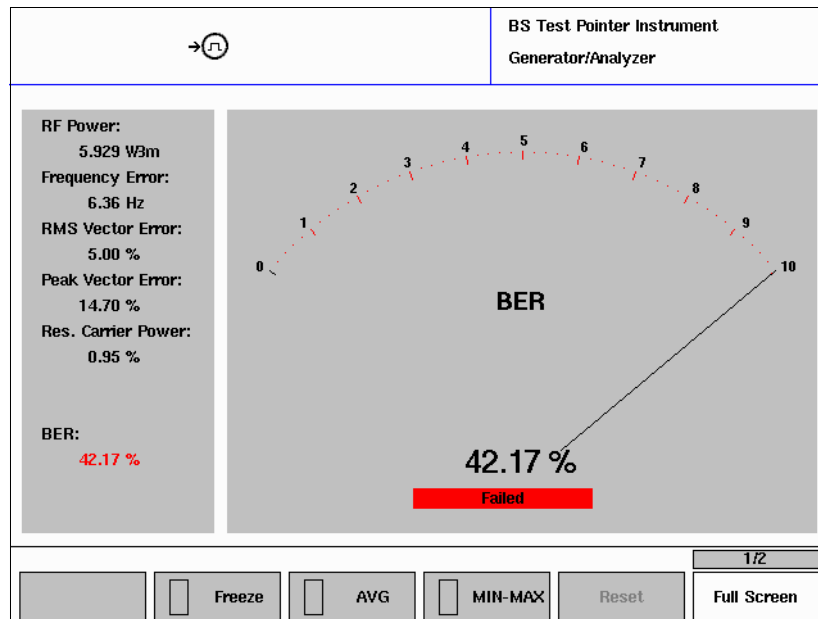 BS Test Pointer Instrument
Generator/Analyzer
RF Power:
5.929 W3m
Frequency Error:
6.36 Hz
RMS Vector Error:
5.00 %
Peak Vector Error:
14.70 %
Res. Carrier Power:
0.95 %
BER:
42.17 %
0
1
2
3
4
5
6
7
8
9
10
BER
42.17 %
Failed
1/2
Freeze
AVG
MIN-MAX
Reset
Full Screen